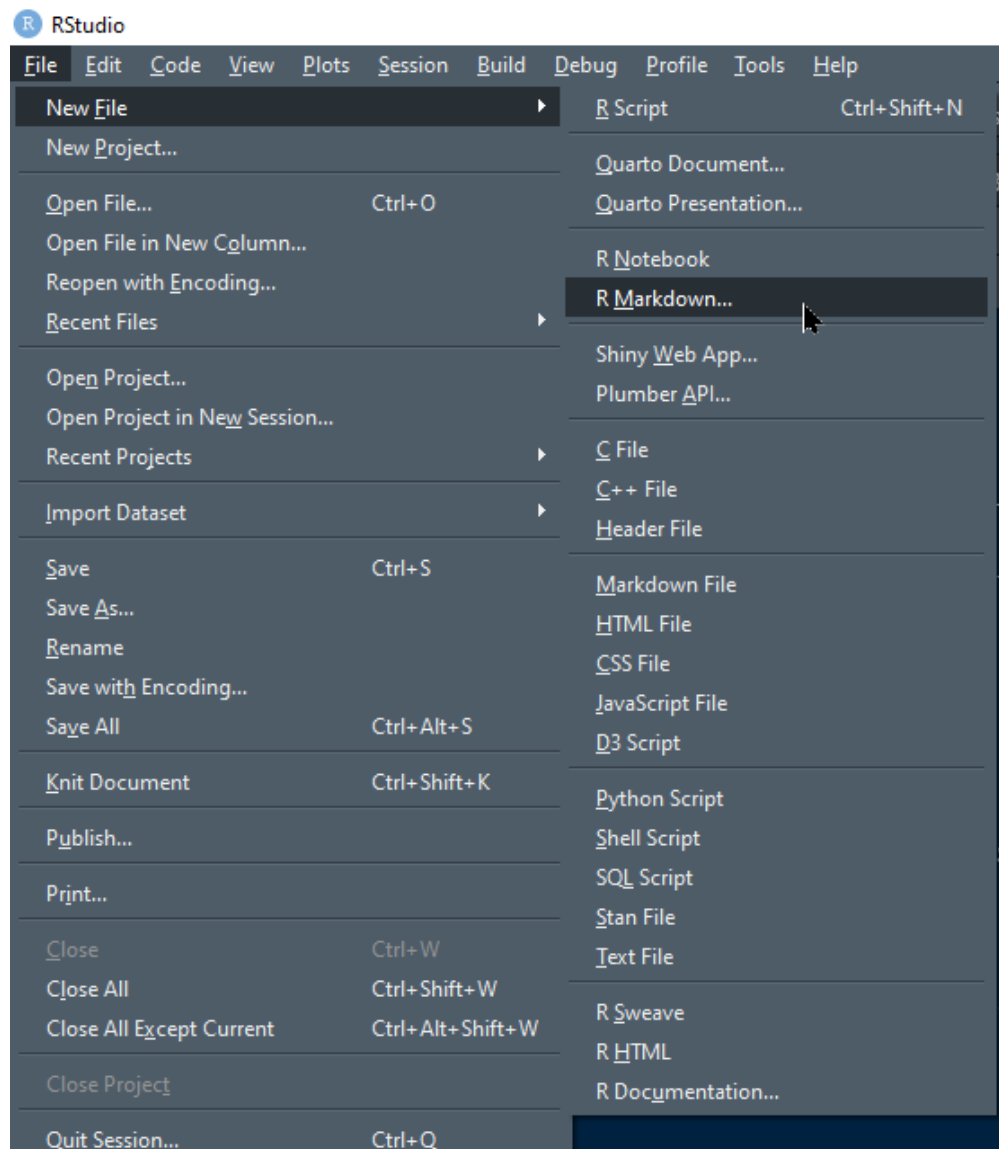 R RStudio
File Edit Code View Plots Session Build Debug Profile Tools Help
New File
New Project...
Open File... Ctrl+O
Open File in New Column...
Reopen with Encoding...
Recent Files
Open Project...
Open Project in New Session...
Recent Projects
Import Dataset
Save Ctrl+S
Save As...
Rename
Save with Encoding...
Save All Ctrl+Alt+S
Knit Document Ctrl+Shift+K
Publish...
Print...
Close Ctrl+W
Close All Ctrl+Shift+W
Close All Except Current Ctrl+Alt+Shift+W
Close Project
Quit Session... Ctrl+Q
R Script Ctrl+Shift+N
Quarto Document...
Quarto Presentation...
R Notebook
R Markdown...
Shiny Web App...
Plumber API...
C File
C++ File
Header File
Markdown File
HTML File
CSS File
JavaScript File
D3 Script
Python Script
Shell Script
SQL Script
Stan File
Text File
R Sweave
R HTML
R Documentation...